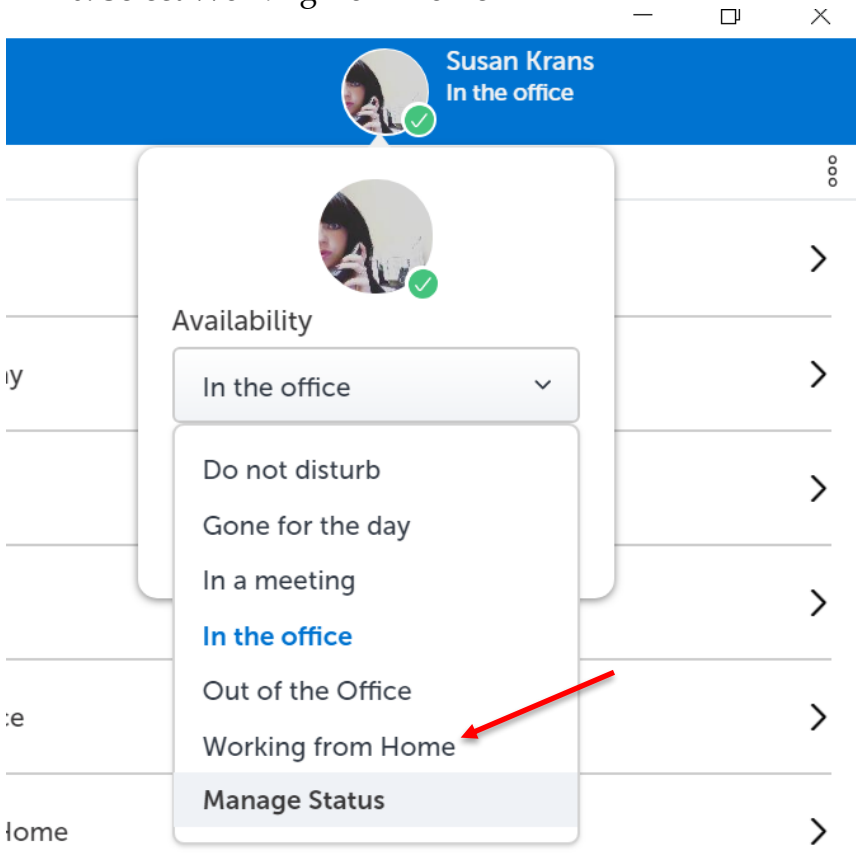 Susan Krans
In the office
Availability
In the office
Do not disturb
Gone for the day
In a meeting
In the office
Out of the Office
Working from Home
Manage Status